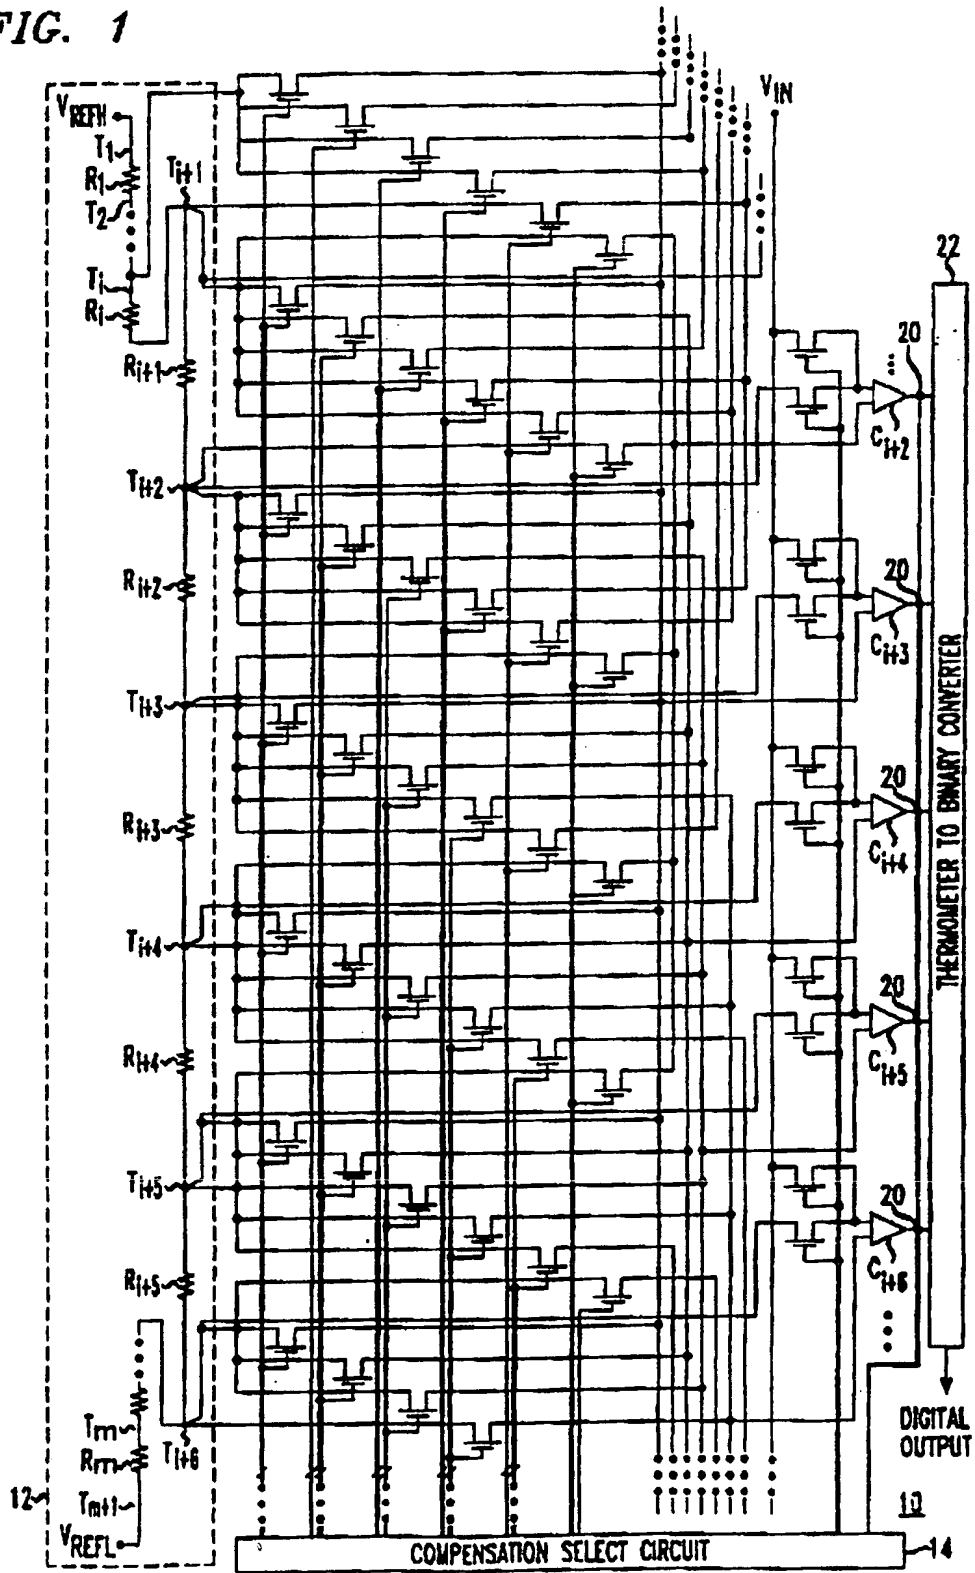 FIG. 1
VREFH
T1
R1
T2
Ti
Ri
Ti+1
Ri+1
Ti+2
Ri+2
Ti+3
Ri+3
Ti+4
Ri+4
Ti+5
Ri+5
Ti+6
Tm
Rm
Tm+1
VREFL
12
VIN
22
20
Ci+2
20
Ci+3
20
Ci+4
20
Ci+5
20
Ci+6
THERMOMETER TO BINARY CONVERTER
DIGITAL
OUTPUT
10
COMPENSATION SELECT CIRCUIT
14